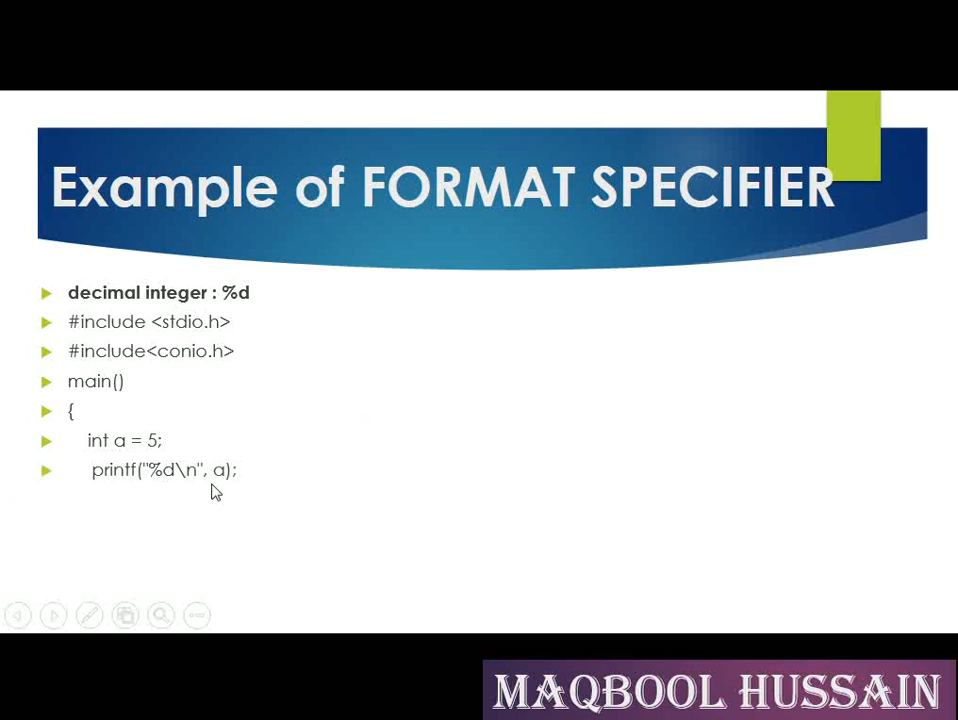 Example of FORMAT SPECIFIER
decimal integer : %d
#include <stdio.h>
#include<conio.h>
main()
{
int a = 5;
printf("%d\n", a);
MAQBOOL HUSSAIN